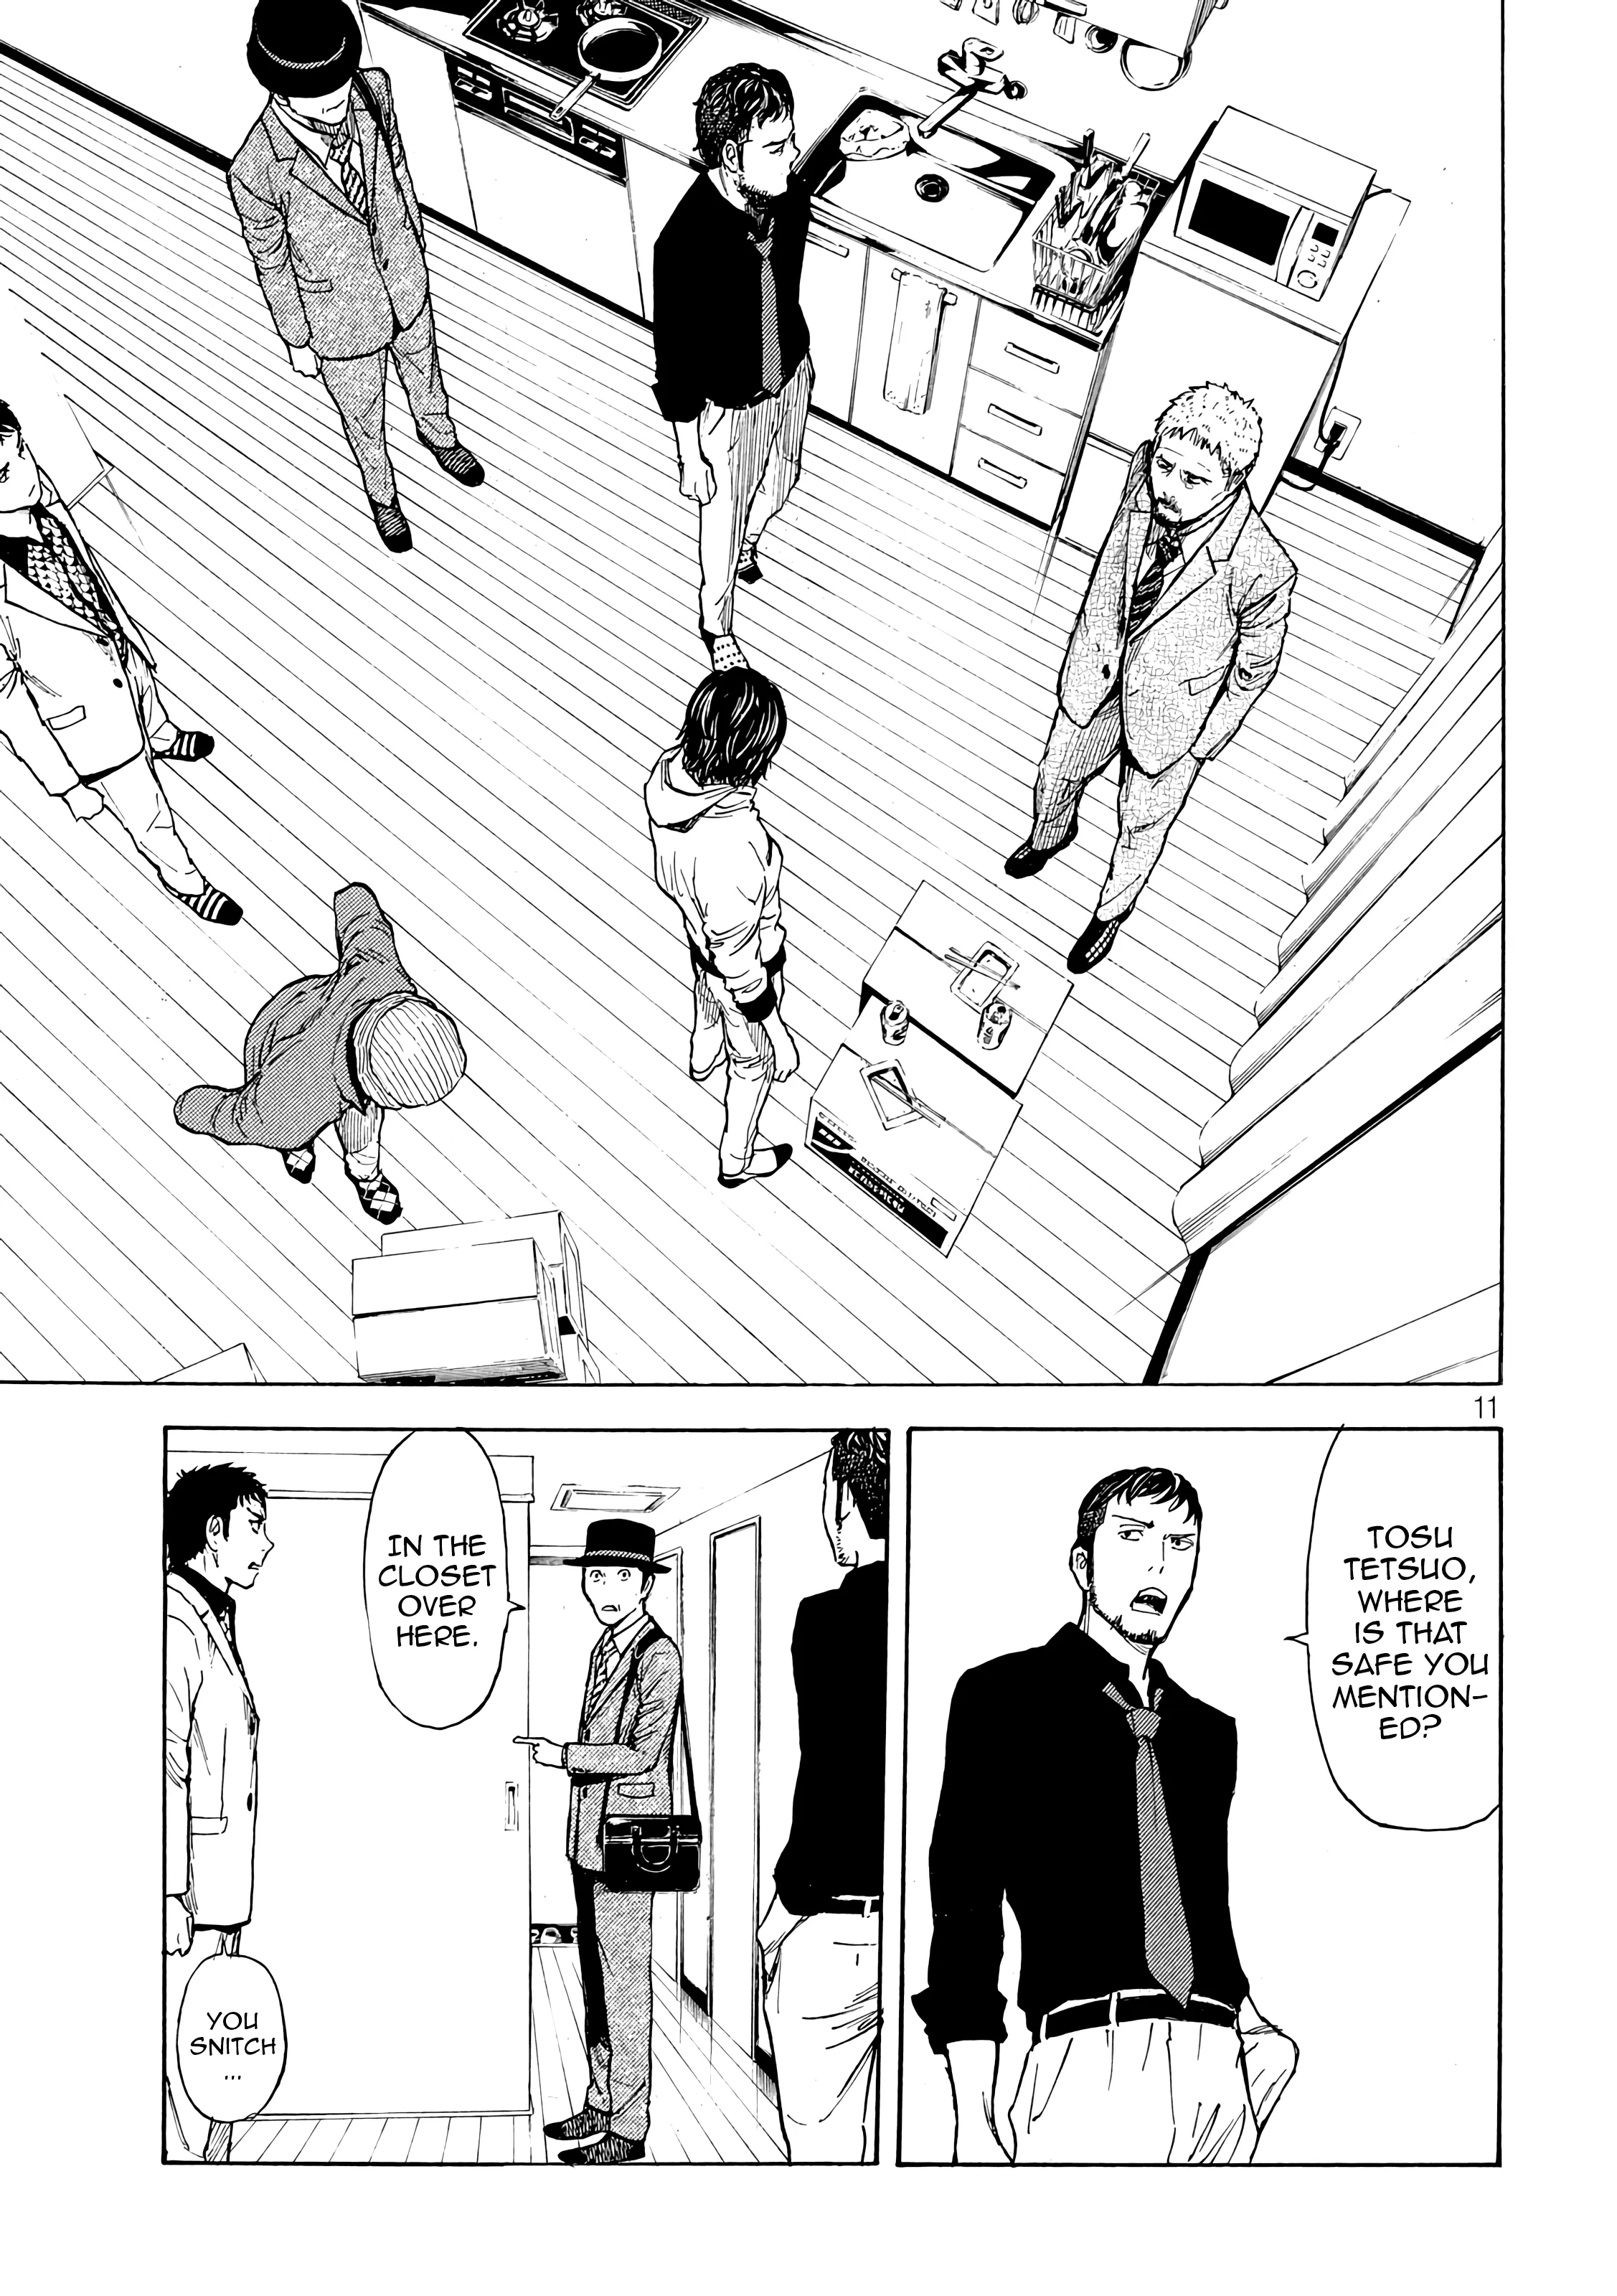 11
TOSU
TETSUO,
WHERE
IS THAT
SAFE YOU
MENTION-
ED?
IN THE
CLOSET
OVER
HERE.
YOU
SNITCH
...